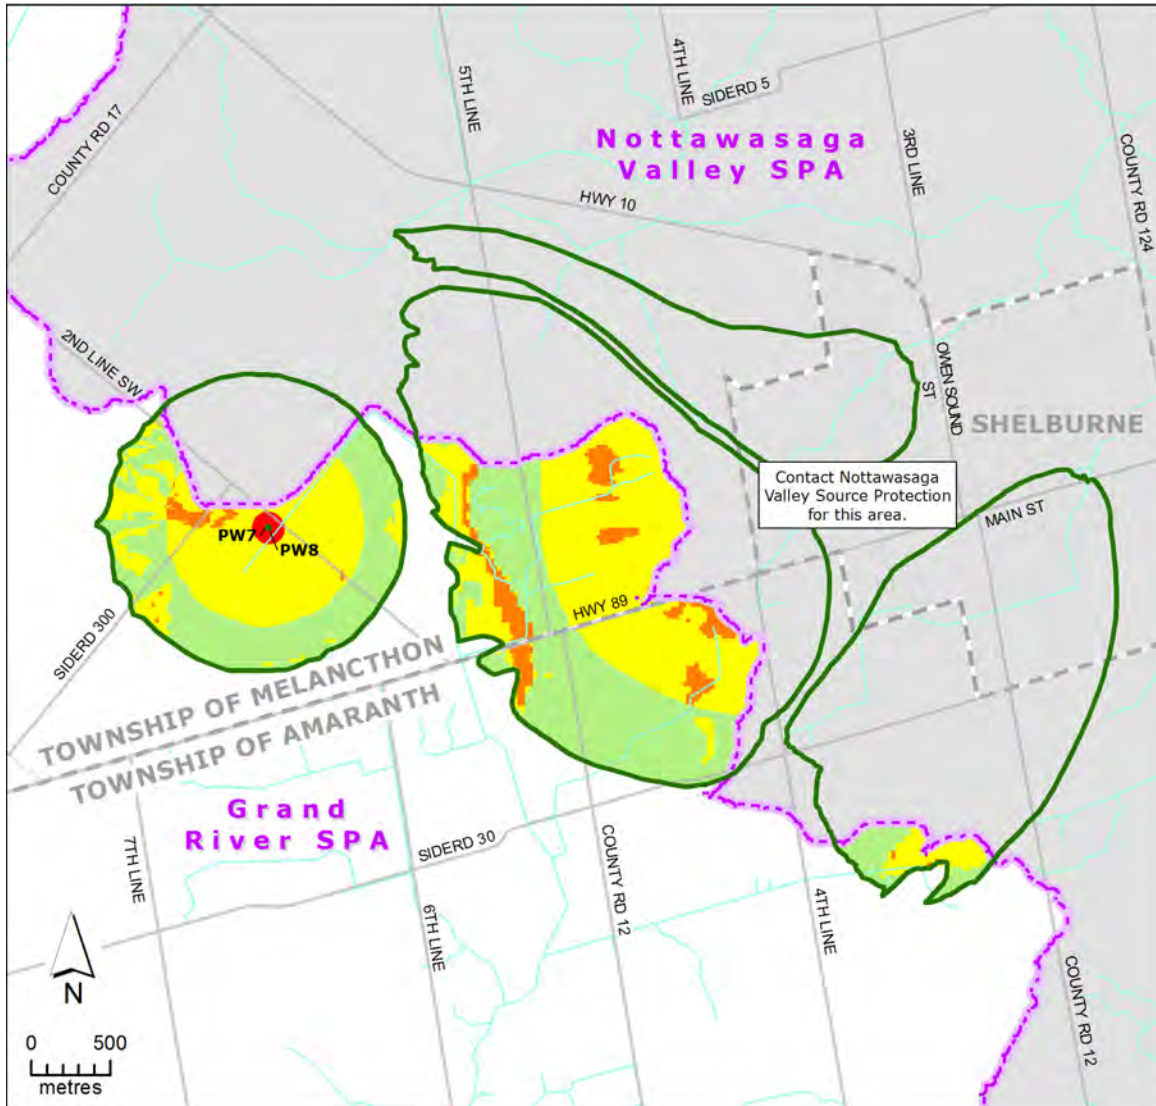 4TH LINE
SIDERD 5
5TH LINE
COUNTY RD 17
Nottawasaga
Valley SPA
3RD LINE
COUNTY RD 124
HWY 10
2ND LINE SW
OWEN SOUND
ST
SHELBURNE
Contact Nottawasaga
Valley Source Protection
for this area.
MAIN ST
PW7
PW8
HWY 89
SIDERD 300
TOWNSHIP OF MELANCTHON
TOWNSHIP OF AMARANTH
Grand
River SPA
SIDERD 30
7TH LINE
6TH LINE
COUNTY RD 12
4TH LINE
COUNTY RD 12
N
0 500
metres